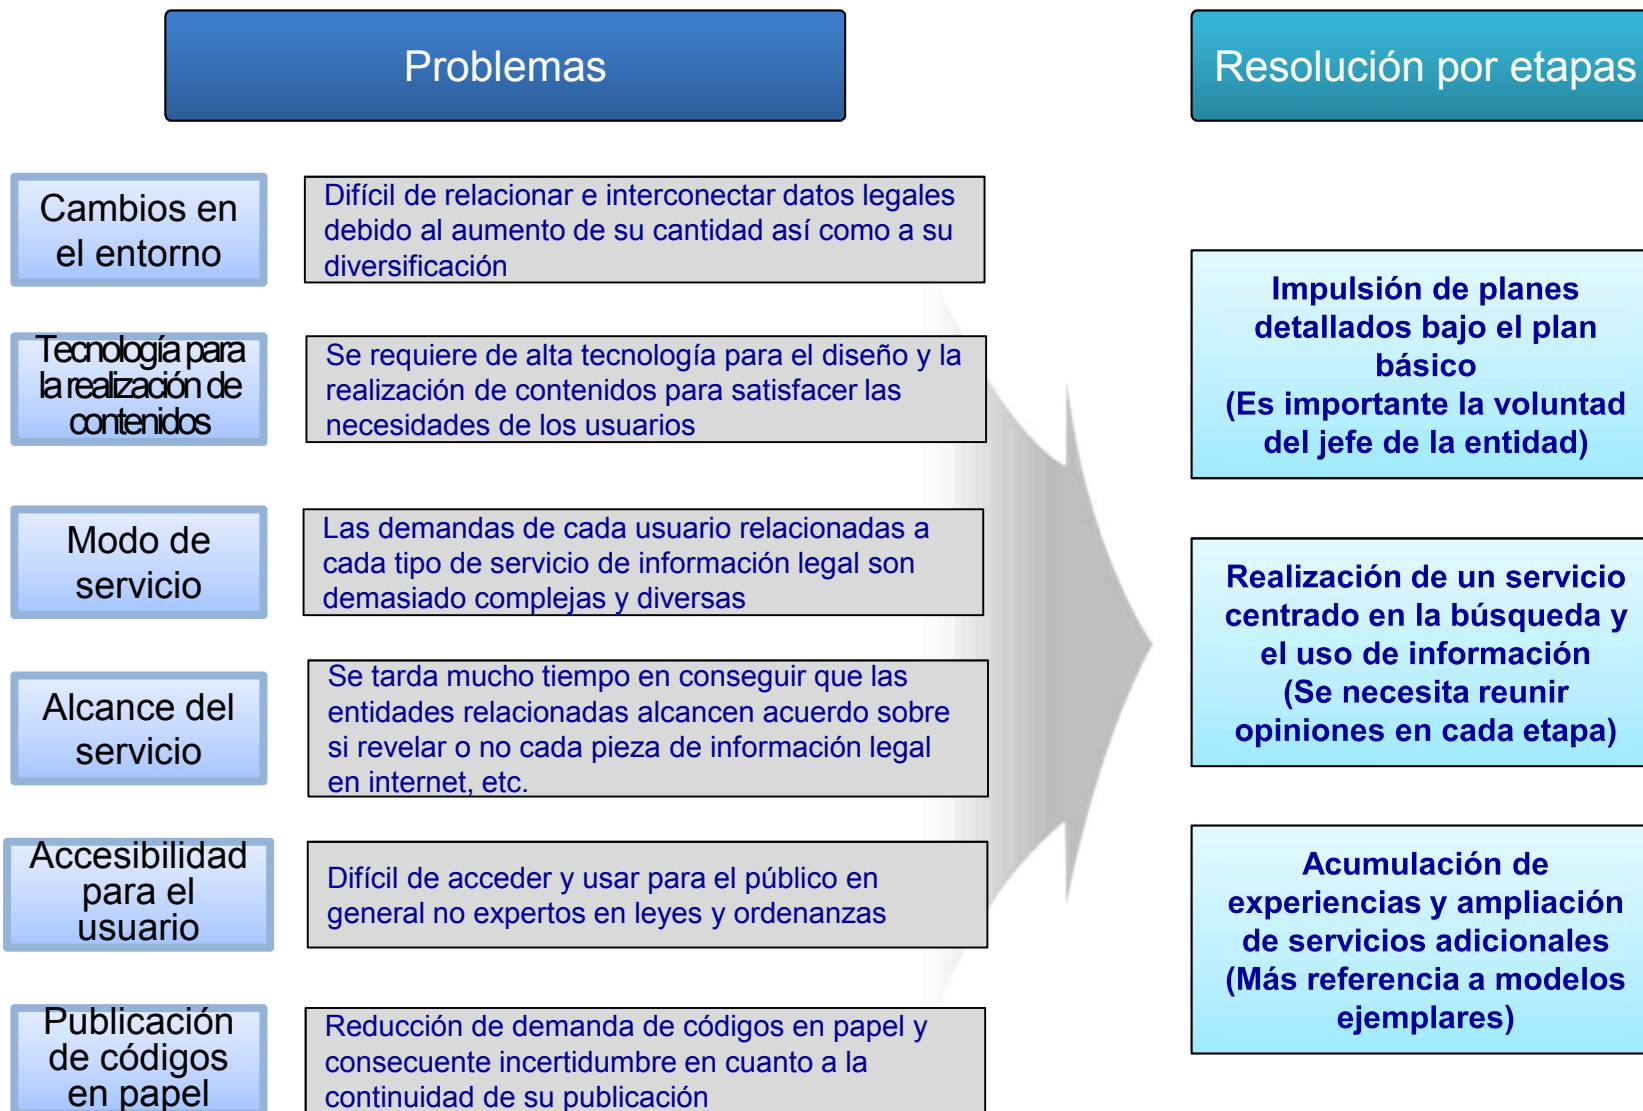 Problemas
Resolución por etapas
Cambios en
el entorno
Difícil de relacionar e interconectar datos legales
debido al aumento de su cantidad así como a su
diversificación
Tecnología para
la realización de
contenidos
Se requiere de alta tecnología para el diseño y la
realización de contenidos para satisfacer las
necesidades de los usuarios
Modo de
servicio
Las demandas de cada usuario relacionadas a
cada tipo de servicio de información legal son
demasiado complejas y diversas
Alcance del
servicio
Se tarda mucho tiempo en conseguir que las
entidades relacionadas alcancen acuerdo sobre
si revelar o no cada pieza de información legal
en internet, etc.
Accesibilidad
para el
usuario
Difícil de acceder y usar para el público en
general no expertos en leyes y ordenanzas
Publicación
de códigos
en papel
Reducción de demanda de códigos en papel y
consecuente incertidumbre en cuanto a la
continuidad de su publicación
Impulsión de planes
detallados bajo el plan
básico
(Es importante la voluntad
del jefe de la entidad)
Realización de un servicio
centrado en la búsqueda y
el uso de información
(Se necesita reunir
opiniones en cada etapa)
Acumulación de
experiencias y ampliación
de servicios adicionales
(Más referencia a modelos
ejemplares)